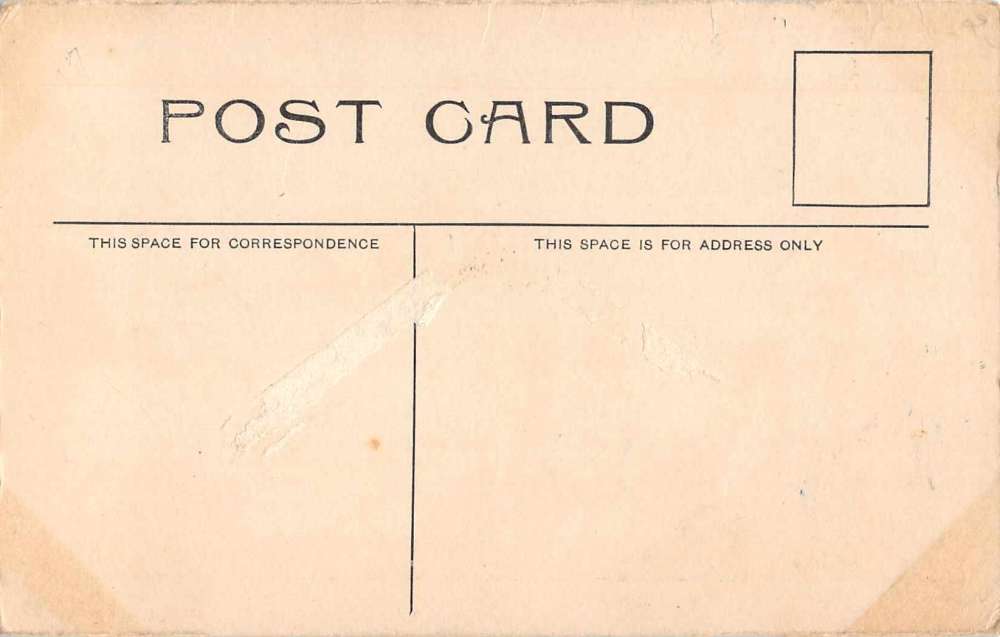 POST CARD
THIS SPACE FOR CORRESPONDENCE
THIS SPACE IS FOR ADDRESS ONLY